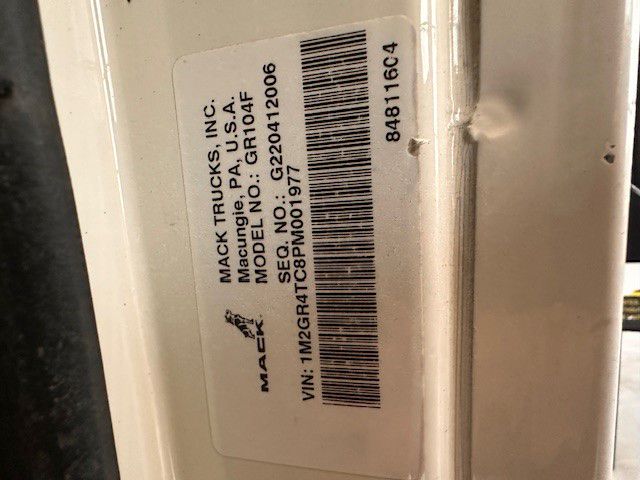 MACK TRUCKS, INC.
Macungie, PA, U.S.A.
MODEL NO.: GR104F
SEQ. NO.: G220412006
MACK
VIN: 1M2GR4TC8PM001977
848116C4